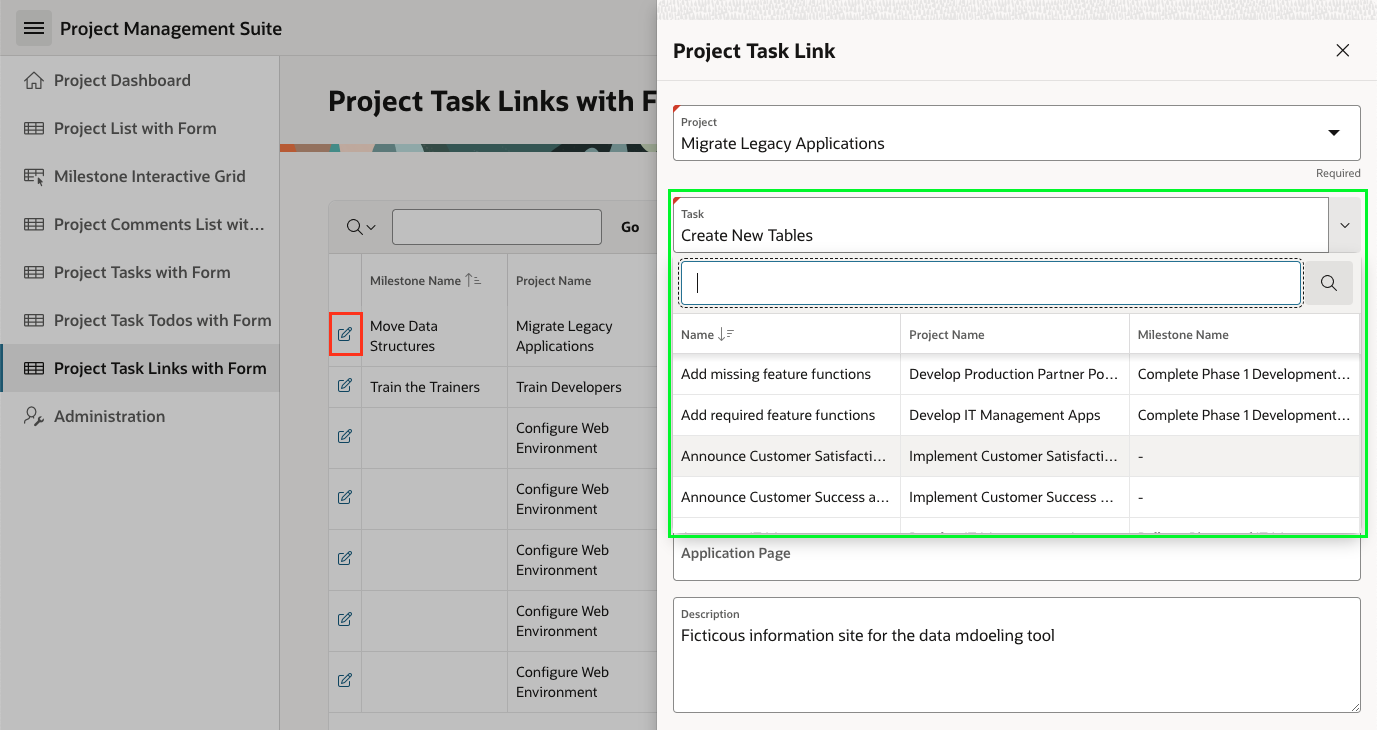 Project Management Suite
Project Dashboard
Project List with Form
Milestone Interactive Grid
Project Comments List wit...
Project Tasks with Form
Project Task Todos with Form
Project Task Links with Form
Administration
Project Task Links with F
Go
Milestone Name
Project Name
Move Data
Structures
Migrate Legacy
Applications
Train the Trainers
Train Developers
Configure Web
Environment
Configure Web
Environment
Configure Web
Environment
Configure Web
Environment
Configure Web
Environment
Project Task Link
Project
Migrate Legacy Applications
Required
Task
Create New Tables
Name
Project Name
Milestone Name
Add missing feature functions
Develop Production Partner Po...
Complete Phase 1 Development...
Add required feature functions
Develop IT Management Apps
Complete Phase 1 Development...
Announce Customer Satisfacti...
Implement Customer Satisfacti...
-
Announce Customer Success a...
Implement Customer Success ...
-
Application Page
Description
Ficticous information site for the data mdoeling tool